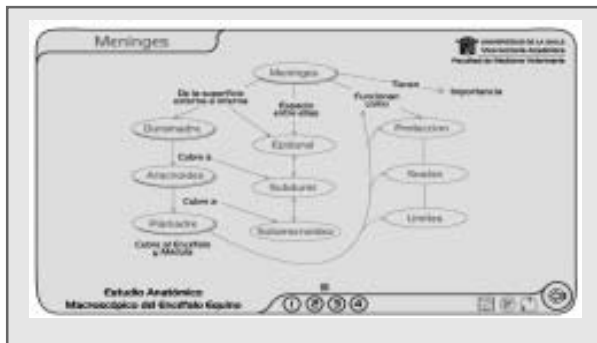 Meninges
UNIVERSIDAD DE LA SALLE
Vicerrectoría Académica
Facultad de Medicina Veterinaria
Meninges
Tienen
Importancia
De la superficie
externa a interna
Espacio
entre ellas
Funcionan
como
Duramadre
Epidural
Protección
Cubre a
Aracnoides
Subdural
Cubre a
Piamadre
Subaracnoideo
Límites
Cubre al Encéfalo
y Médula
Estudio Anatómico
Macroscópico del Encéfalo Equino
1 2 3 4